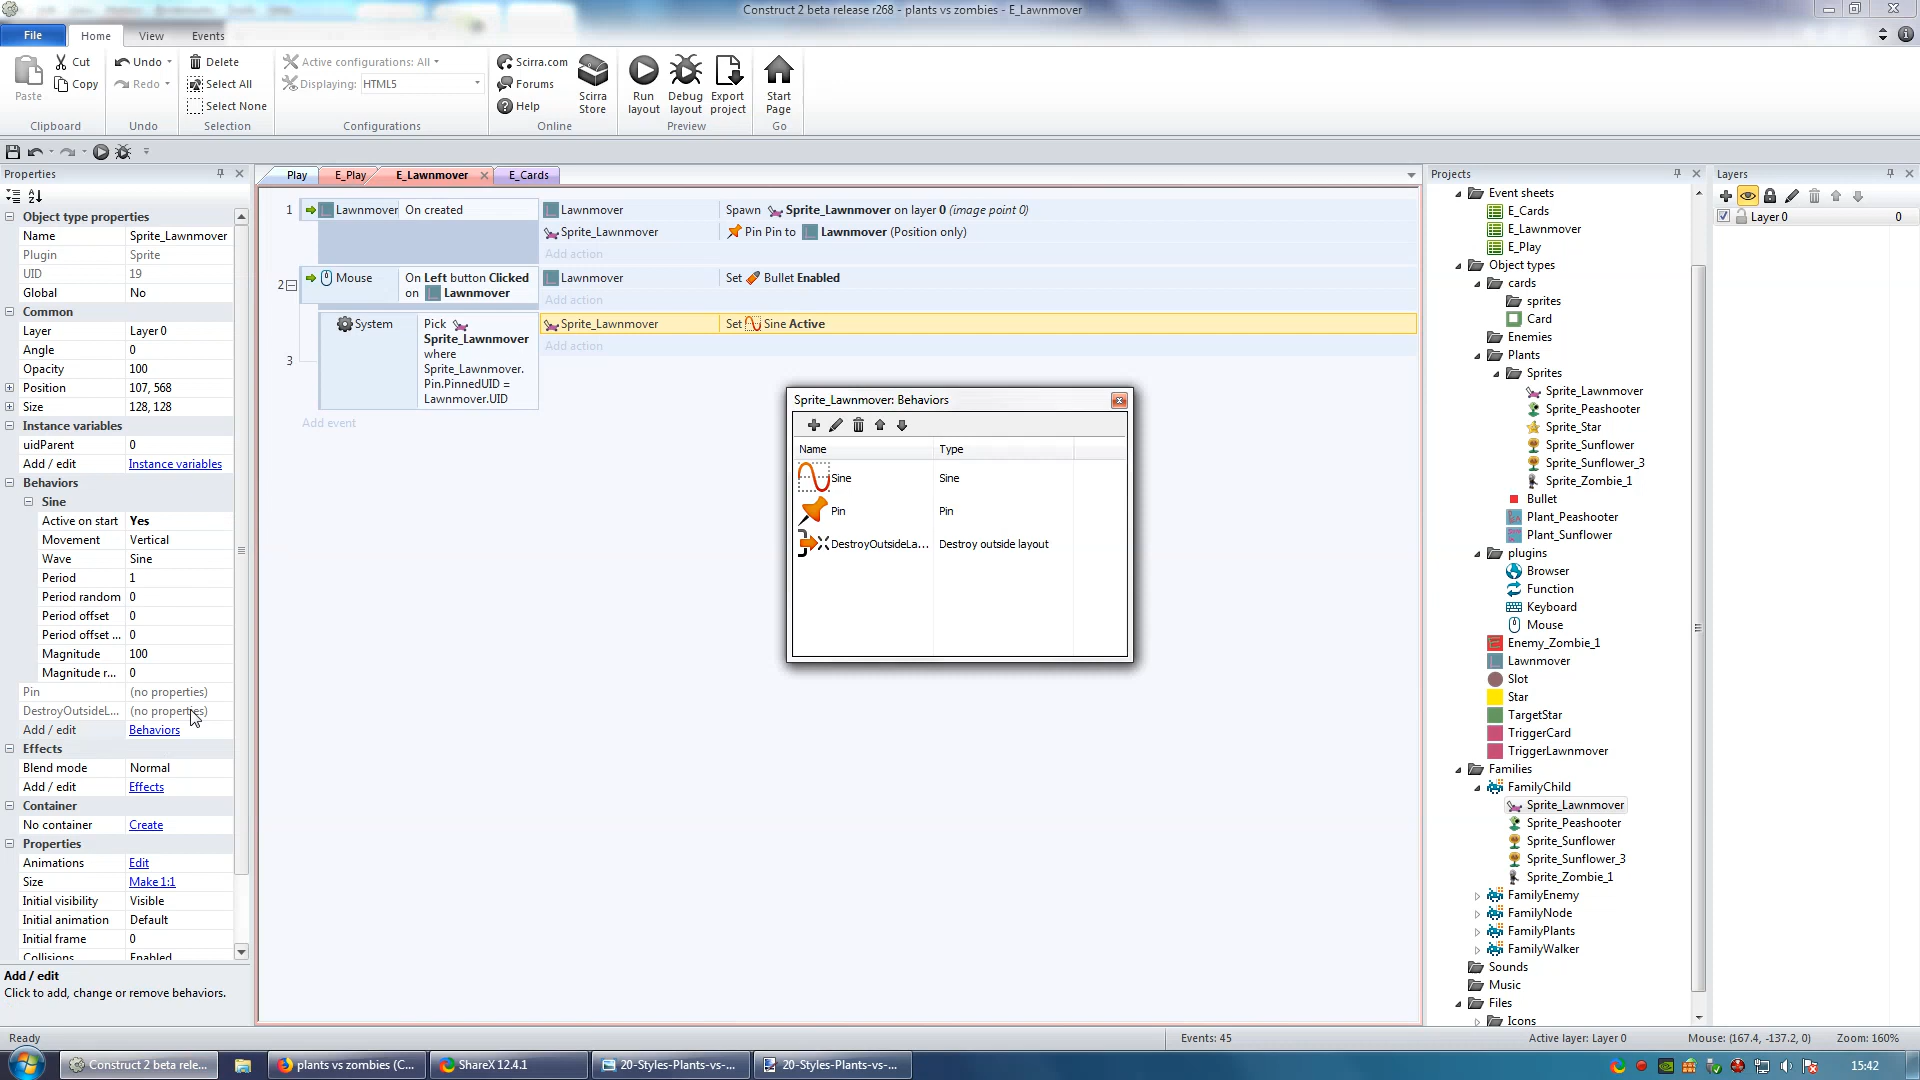 Construct 2 beta release r268 - plants vs zombies - E_Lawnmover
File Home View Events
Paste
Cut
Copy
Clipboard
Undo
Redo
Undo
Delete
Select All
Select None
Selection
Active configurations: All
Displaying: HTML5
Configurations
Scirra.com
Forums
Help
Scirra Store
Online
Run layout
Debug layout
Export project
Preview
Start Page
Go
Properties
Object type properties
Name Sprite_Lawnmover
Plugin Sprite
UID 19
Global No
Common
Layer Layer 0
Angle 0
Opacity 100
Position 107, 568
Size 128, 128
Instance variables
uidParent 0
Add / edit Instance variables
Behaviors
Sine
Active on start Yes
Movement Vertical
Wave Sine
Period 1
Period random 0
Period offset 0
Period offset ... 0
Magnitude 100
Magnitude r... 0
Pin (no properties)
DestroyOutsideL... (no properties)
Add / edit Behaviors
Effects
Blend mode Normal
Add / edit Effects
Container
No container Create
Properties
Animations Edit
Size Make 1:1
Initial visibility Visible
Initial animation Default
Initial frame 0
Collisions Enabled
Add / edit
Click to add, change or remove behaviors.
Play E_Play E_Lawnmover E_Cards
1 Lawnmover On created Lawnmover Spawn Sprite_Lawnmover on layer 0 (image point 0)
Sprite_Lawnmover Pin Pin to Lawnmover (Position only)
Add action
2 Mouse On Left button Clicked on Lawnmover Lawnmover Set Bullet Enabled
Add action
3 System Pick Sprite_Lawnmover where Sprite_Lawnmover.Pin.PinnedUID = Lawnmover.UID Sprite_Lawnmover Set Sine Active
Add action
Add event
Sprite_Lawnmover: Behaviors
Name Type
Sine Sine
Pin Pin
DestroyOutsideLa... Destroy outside layout
Projects
Event sheets
E_Cards
E_Lawnmover
E_Play
Object types
cards
sprites
Card
Enemies
Plants
Sprites
Sprite_Lawnmover
Sprite_Peashooter
Sprite_Star
Sprite_Sunflower
Sprite_Sunflower_3
Sprite_Zombie_1
Bullet
Plant_Peashooter
Plant_Sunflower
plugins
Browser
Function
Keyboard
Mouse
Enemy_Zombie_1
Lawnmover
Slot
Star
TargetStar
TriggerCard
TriggerLawnmover
Families
FamilyChild
Sprite_Lawnmover
Sprite_Peashooter
Sprite_Sunflower
Sprite_Sunflower_3
Sprite_Zombie_1
FamilyEnemy
FamilyNode
FamilyPlants
FamilyWalker
Sounds
Music
Files
Icons
Layers
Layer 0 0
Ready Events: 45 Active layer: Layer 0 Mouse: (167.4, -137.2, 0) Zoom: 160%
Construct 2 beta rele... plants vs zombies (C... ShareX 12.4.1 20-Styles-Plants-vs-... 20-Styles-Plants-vs-... 15:42